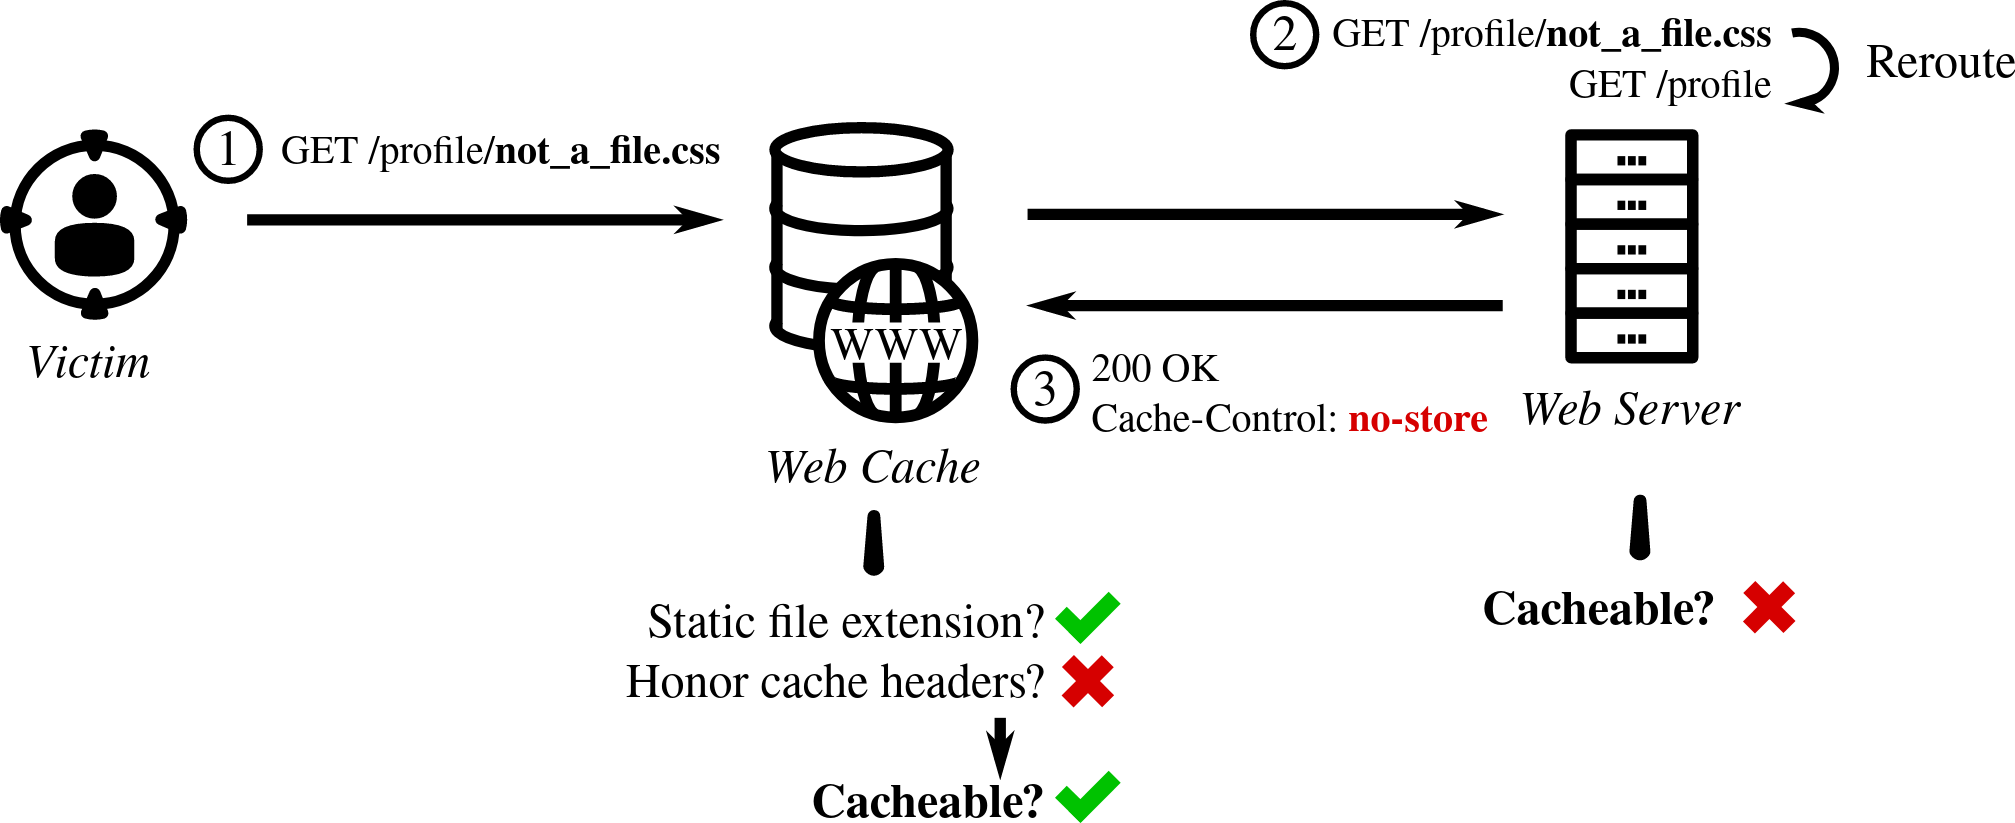 2 GET /profile/not_a_file.css
GET /profile
Reroute
1 GET /profile/not_a_file.css
Victim
WWW
Web Cache
3 200 OK
Cache-Control: no-store
Web Server
Static file extension?
Honor cache headers?
Cacheable?
Cacheable?